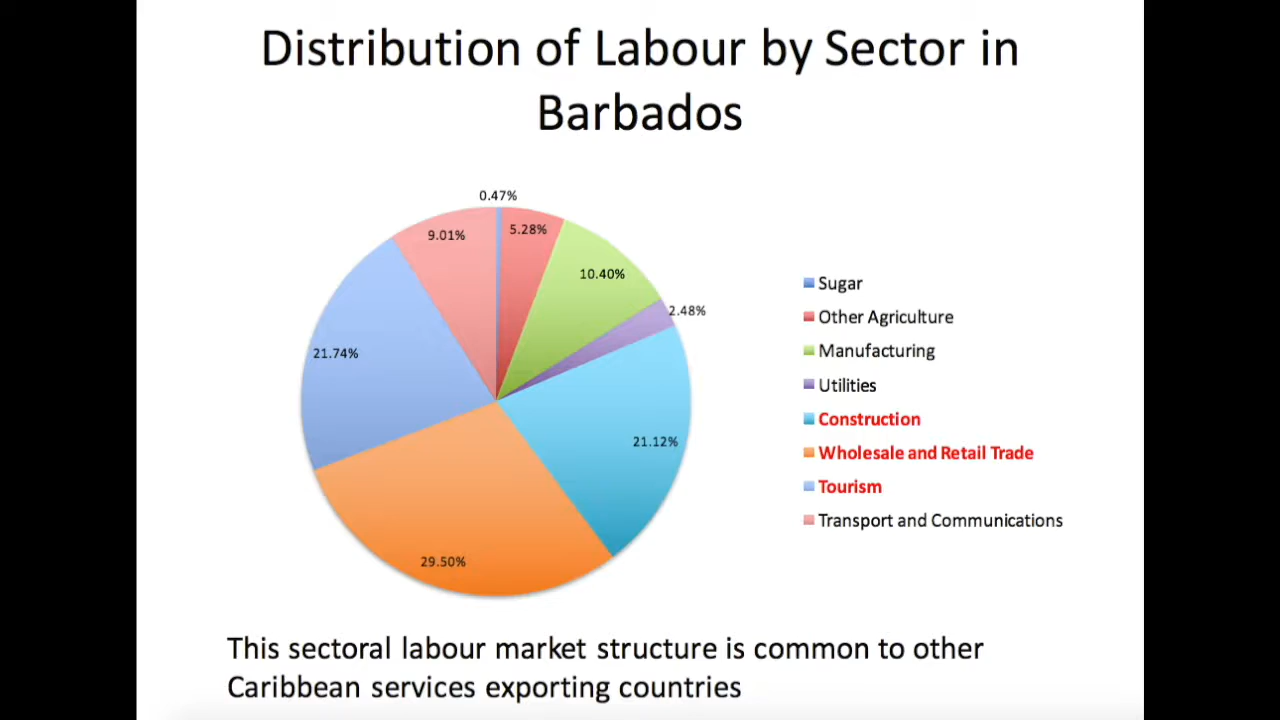 Distribution of Labour by Sector in
Barbados
0.47%
5.28%
9.01%
10.40%
2.48%
21.74%
21.12%
29.50%
Sugar
Other Agriculture
Manufacturing
Utilities
Construction
Wholesale and Retail Trade
Tourism
Transport and Communications
This sectoral labour market structure is common to other
Caribbean services exporting countries